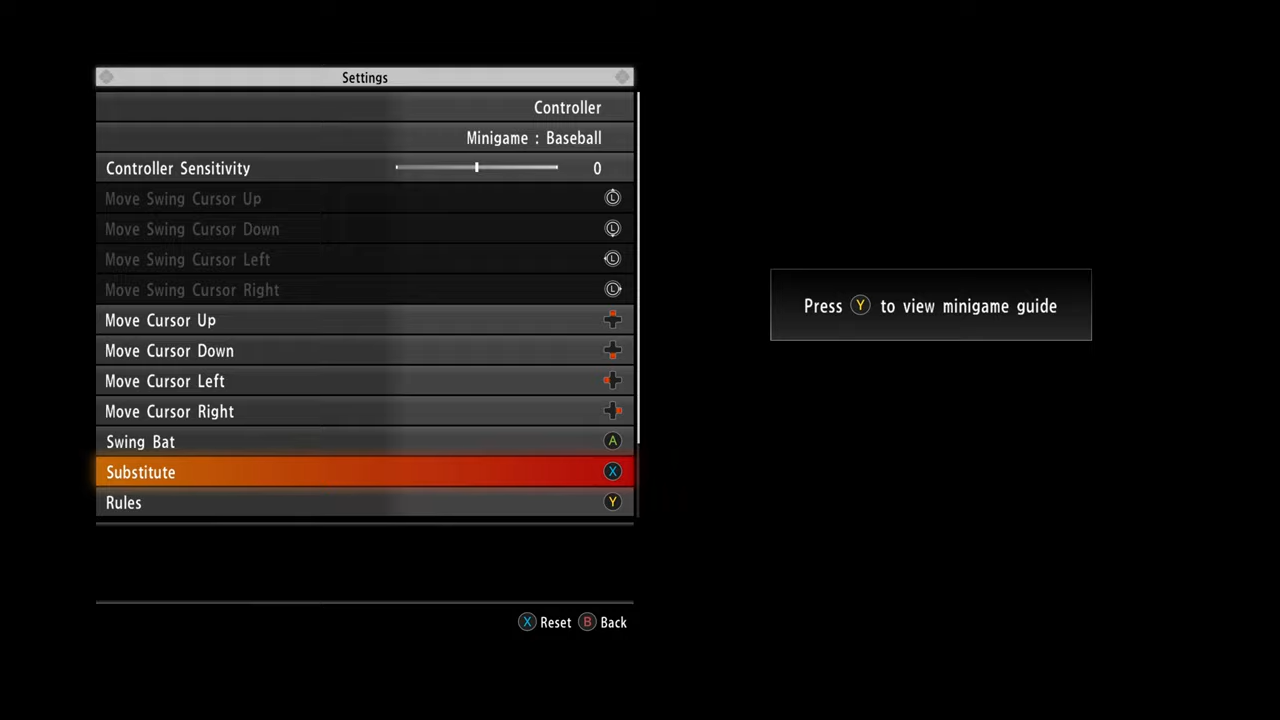 Settings
Controller
Minigame : Baseball
Controller Sensitivity 0
Move Swing Cursor Up L
Move Swing Cursor Down L
Move Swing Cursor Left L
Move Swing Cursor Right L
Move Cursor Up
Move Cursor Down
Move Cursor Left
Move Cursor Right
Swing Bat A
Substitute X
Rules Y
X Reset B Back
Press Y to view minigame guide